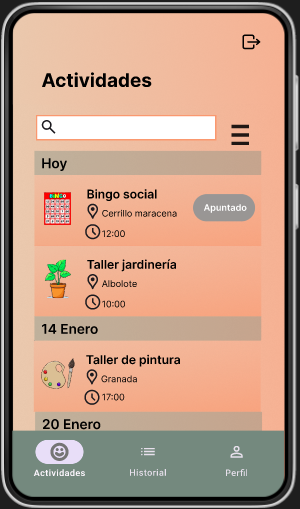 Actividades
Hoy
BINGO
Bingo social
Cerrillo maracena
Apuntado
12:00
Taller jardinería
Albolote
10:00
14 Enero
Taller de pintura
Granada
17:00
20 Enero
Actividades
Historial
Perfil